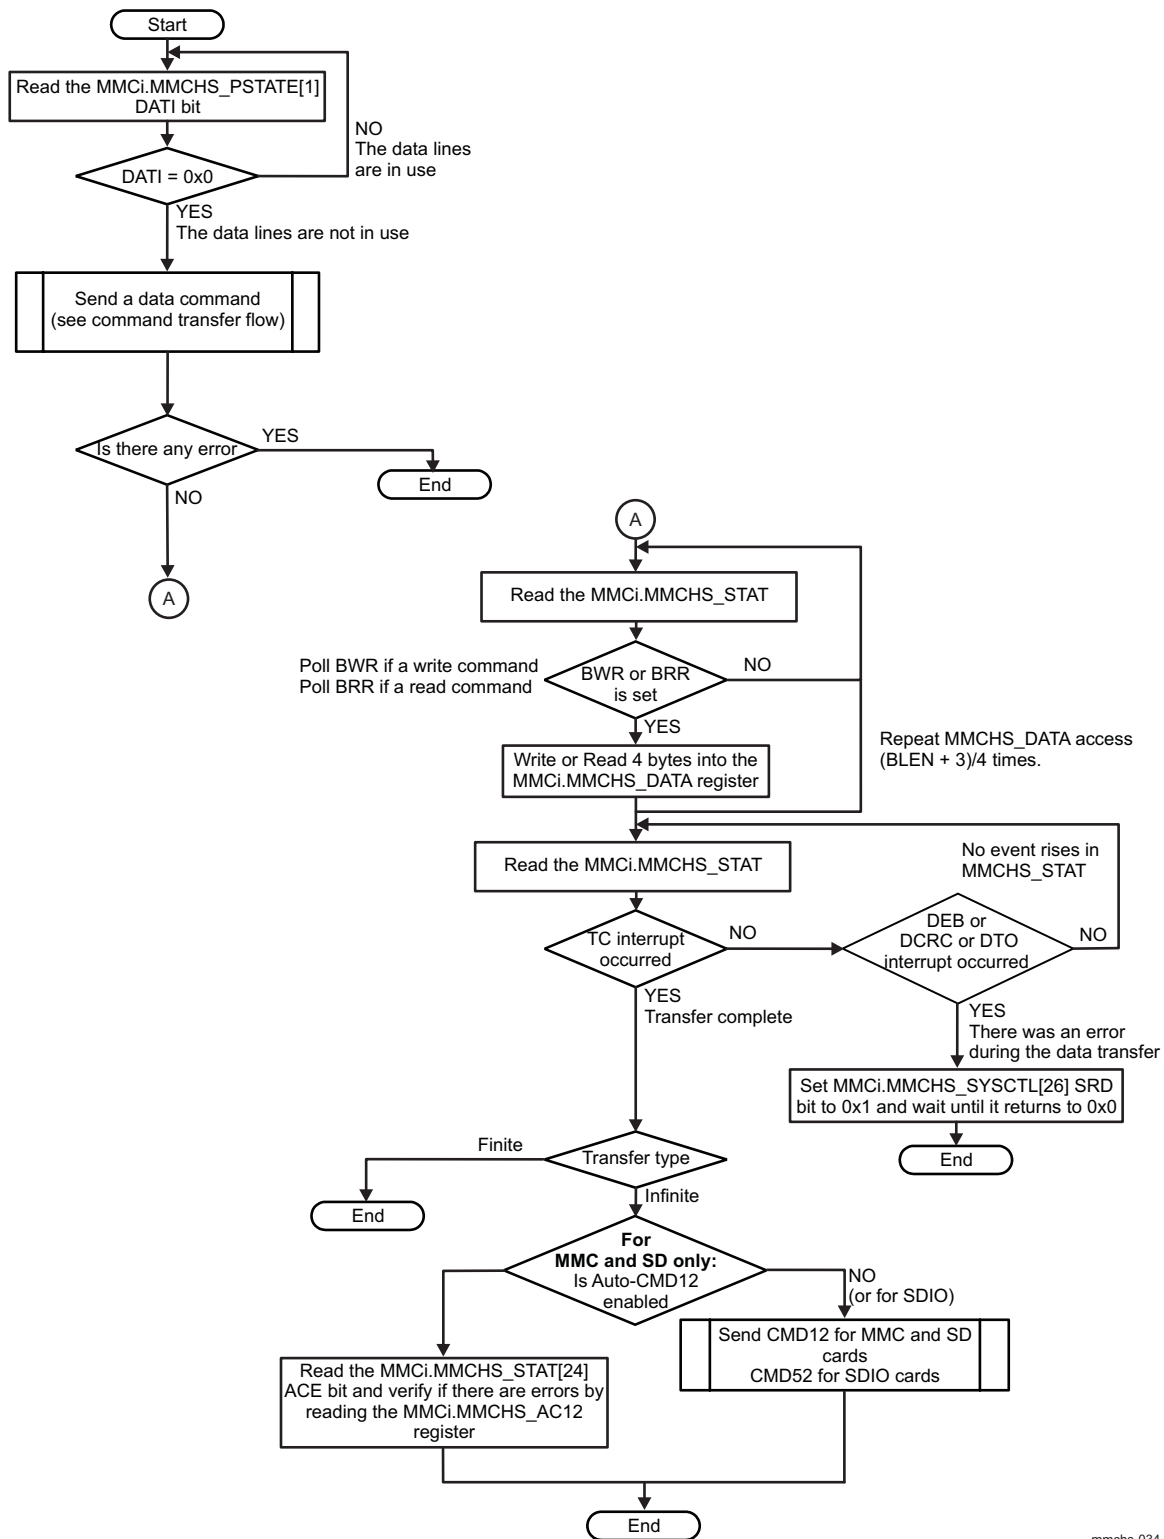 Start
Read the MMCi.MMCHS_PSTATE[1]
DATI bit
NO
The data lines
are in use
DATI = 0x0
YES
The data lines are not in use
Send a data command
(see command transfer flow)
Is there any error
YES
End
NO
A
A
Read the MMCi.MMCHS_STAT
Poll BWR if a write command
Poll BRR if a read command
BWR or BRR
is set
NO
YES
Write or Read 4 bytes into the
MMCi.MMCHS_DATA register
Repeat MMCHS_DATA access
(BLEN + 3)/4 times.
Read the MMCi.MMCHS_STAT
No event rises in
MMCHS_STAT
TC interrupt
occurred
NO
DEB or
DCRC or DTO
interrupt occurred
NO
YES
Transfer complete
YES
There was an error
during the data transfer
Set MMCi.MMCHS_SYSCTL[26] SRD
bit to 0x1 and wait until it returns to 0x0
End
Finite
Transfer type
End
Infinite
For
MMC and SD only:
Is Auto-CMD12
enabled
NO
(or for SDIO)
Send CMD12 for MMC and SD
cards
CMD52 for SDIO cards
Read the MMCi.MMCHS_STAT[24]
ACE bit and verify if there are errors by
reading the MMCi.MMCHS_AC12
register
End
mmchs-034